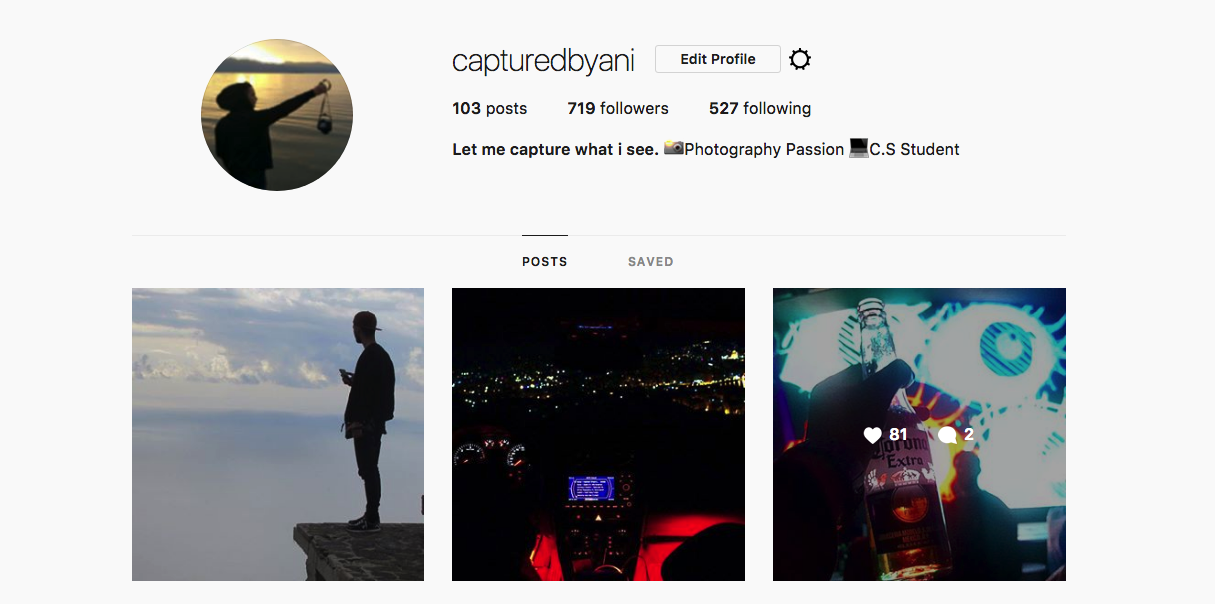 capturedbyani Edit Profile
103 posts 719 followers 527 following
Let me capture what i see. 📷Photography Passion 💻C.S Student
POSTS SAVED
81 2
Corona
Extra